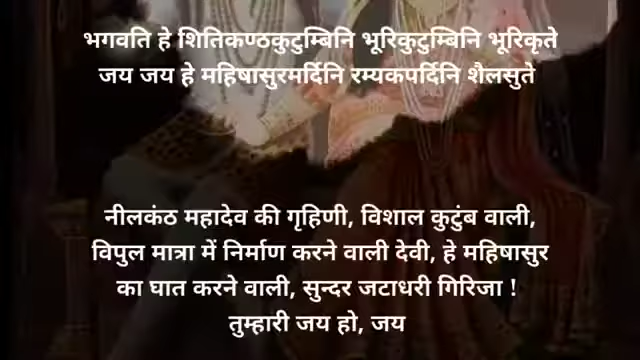 भगवति हे शितिकण्ठकुटुम्बिनि भूरिकुटुम्बिनि भूरिकृते
जय जय हे महिषासुरमर्दिनि रम्यकपर्दिनि शैलसुते
नीलकंठ महादेव की गृहिणी, विशाल कुटुंब वाली,
विपुल मात्रा में निर्माण करने वाली देवी, हे महिषासुर
का घात करने वाली, सुन्दर जटाधरी गिरिजा !
तुम्हारी जय हो, जय